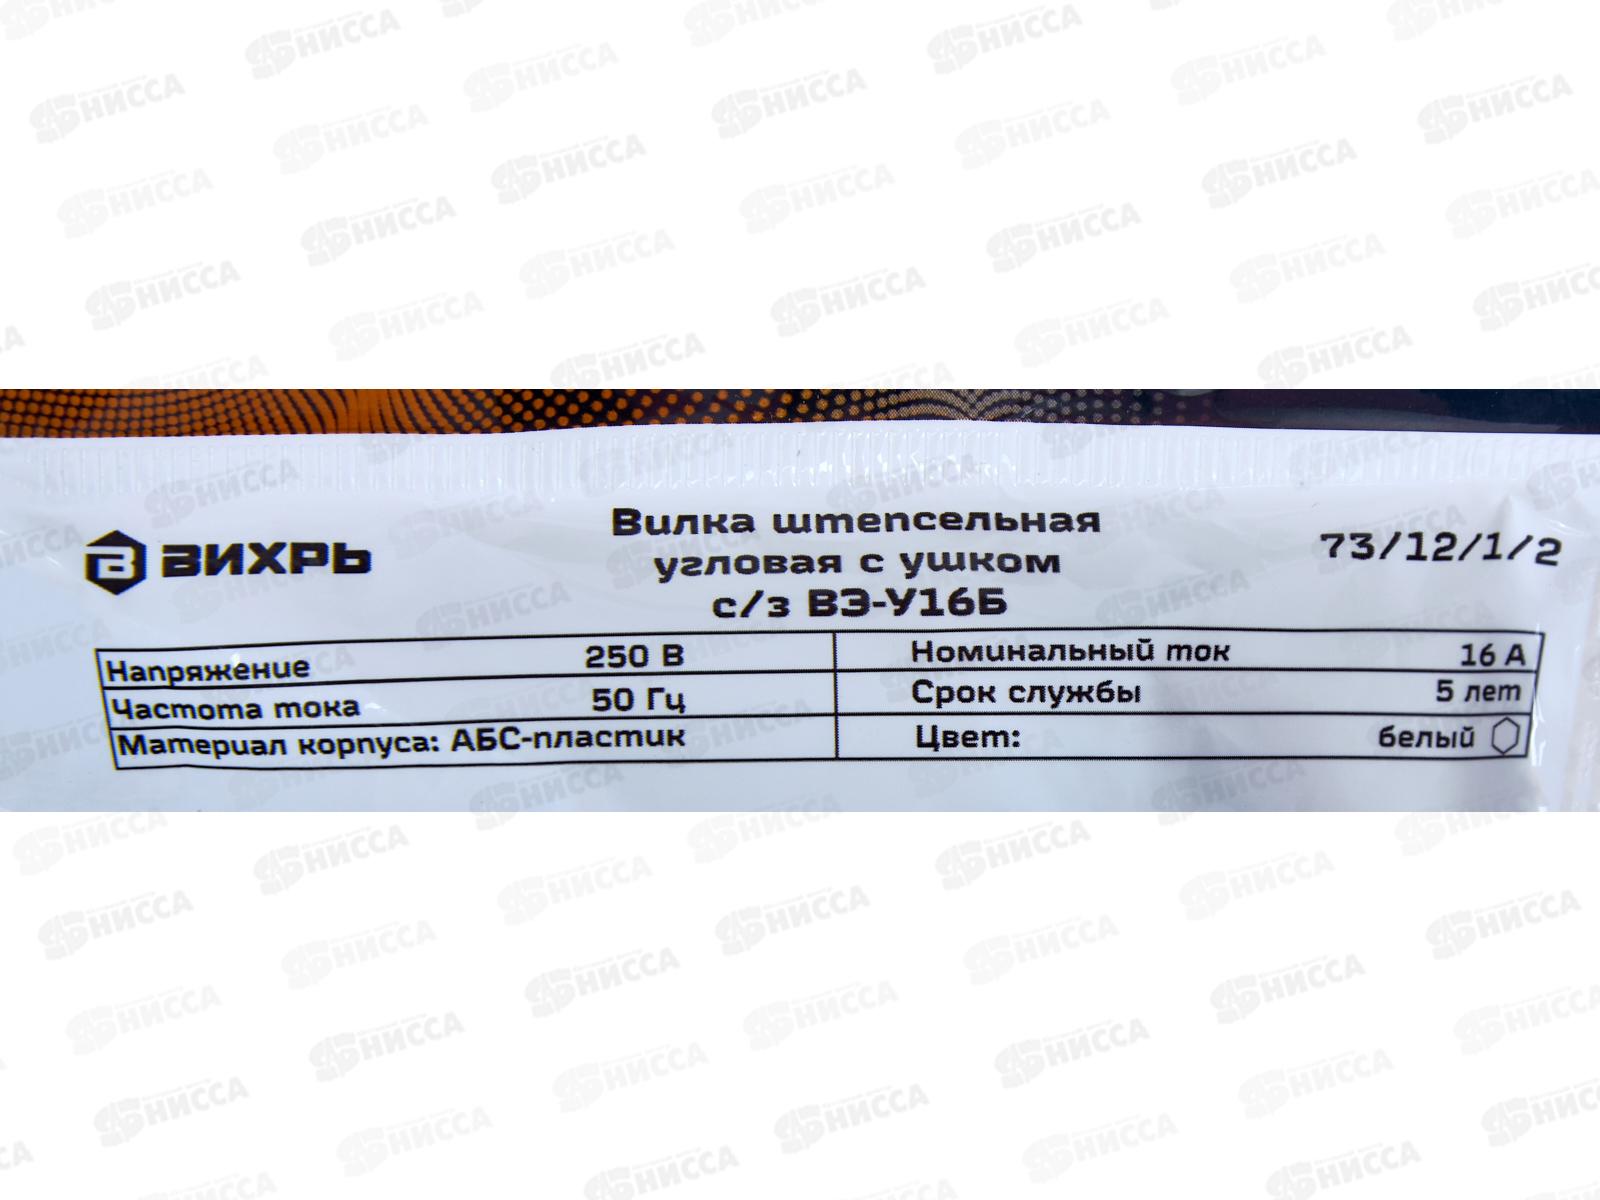 ВИХРЬ
Вилка штепсельная
угловая с ушком
с/з ВЭ-У16Б
73/12/1/2
Напряжение 250 В
Номинальный ток 16 А
Частота тока 50 Гц
Срок службы 5 лет
Материал корпуса: АБС-пластик
Цвет: белый
НИССА